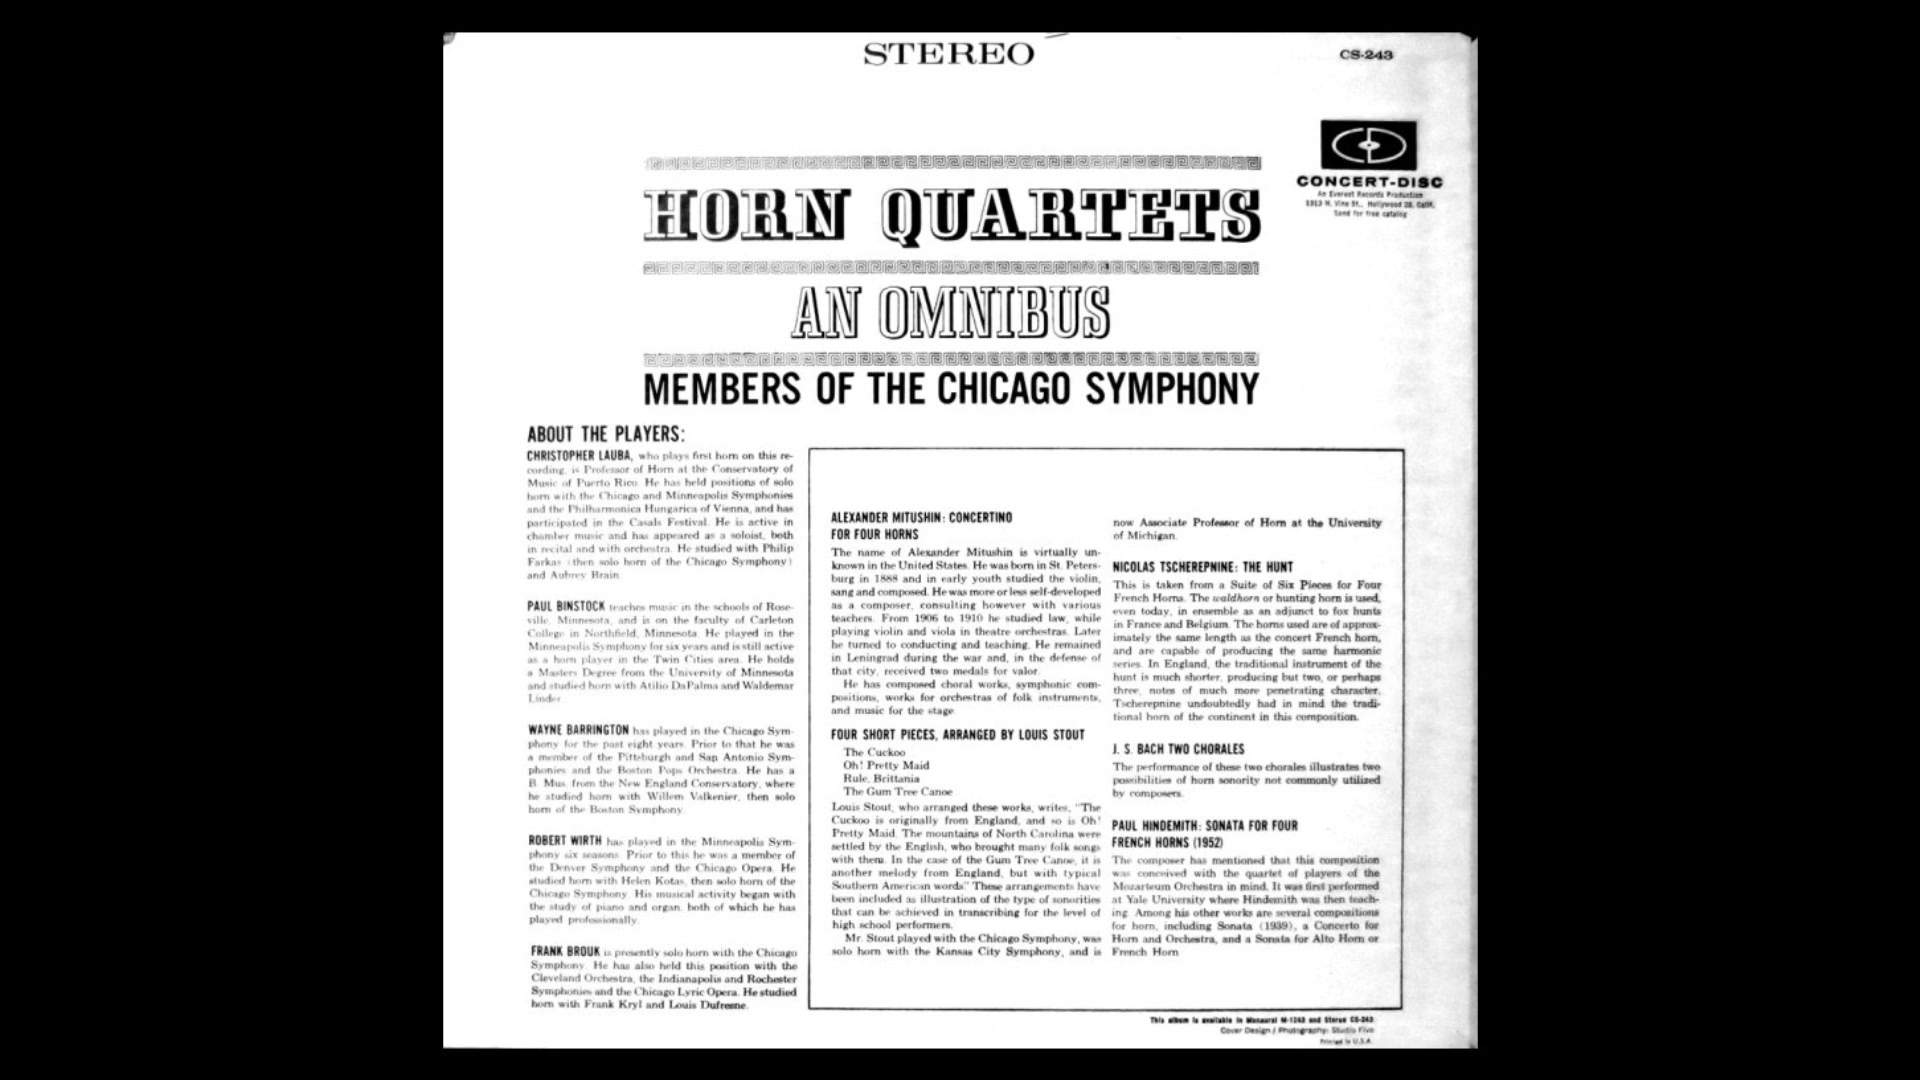 STEREO
CS-243
CONCERT-DISC
An Everest Records Production
Hollywood 28, Calif.
Send for free catalog
HORN QUARTETS
AN OMNIBUS
MEMBERS OF THE CHICAGO SYMPHONY
ABOUT THE PLAYERS:
CHRISTOPHER LAUBA, who plays first horn on this re-
cording, is Professor of Horn at the Conservatory of
Music of Puerto Rico. He has held positions of solo
horn with the Chicago and Minneapolis Symphonies
and the Philharmonica Hungarica of Vienna, and has
participated in the Casals Festival. He is active in
chamber music and has appeared as a soloist, both
in recital and with orchestra. He studied with Philip
Farkas (then solo horn of the Chicago Symphony)
and Aubrey Brain.
PAUL BINSTOCK teaches music in the schools of Rose-
ville, Minnesota, and is on the faculty of Carleton
College in Northfield, Minnesota. He played in the
Minneapolis Symphony for six years and is still active
as a horn player in the Twin Cities area. He holds
a Masters Degree from the University of Minnesota
and studied horn with Atilio DaPalma and Waldemar
Linder.
WAYNE BARRINGTON has played in the Chicago Sym-
phony for the past eight years. Prior to that he was
a member of the Pittsburgh and San Antonio Sym-
phonies and the Boston Pops Orchestra. He has a
B. Mus. from the New England Conservatory, where
he studied horn with Willem Valkenier, then solo
horn of the Boston Symphony.
ROBERT WIRTH has played in the Minneapolis Sym-
phony six seasons. Prior to this he was a member of
the Denver Symphony and the Chicago Opera. He
studied horn with Helen Kotas, then solo horn of the
Chicago Symphony. His musical activity began with
the study of piano and organ, both of which he has
played professionally.
FRANK BROUK is presently solo horn with the Chicago
Symphony. He has also held this position with the
Cleveland Orchestra, the Indianapolis and Rochester
Symphonies and the Chicago Lyric Opera. He studied
horn with Frank Kryl and Louis Dufresne.
ALEXANDER MITUSHIN: CONCERTINO
FOR FOUR HORNS
The name of Alexander Mitushin is virtually un-
known in the United States. He was born in St. Peters-
burg in 1888 and in early youth studied the violin,
sang and composed. He was more or less self-developed
as a composer, consulting however with various
teachers. From 1906 to 1910 he studied law, while
playing violin and viola in theatre orchestras. Later
he turned to conducting and teaching. He remained
in Leningrad during the war and, in the defense of
that city, received two medals for valor.
He has composed choral works, symphonic com-
positions, works for orchestras of folk instruments,
and music for the stage.
FOUR SHORT PIECES, ARRANGED BY LOUIS STOUT
The Cuckoo
Oh! Pretty Maid
Rule, Brittania
The Gum Tree Canoe
Louis Stout, who arranged these works, writes, "The
Cuckoo is originally from England, and so is Oh!
Pretty Maid. The mountains of North Carolina were
settled by the English, who brought many folk songs
with them. In the case of the Gum Tree Canoe, it is
another melody from England, but with typical
Southern American words." These arrangements have
been included as illustration of the type of sonorities
that can be achieved in transcribing for the level of
high school performers.
Mr. Stout played with the Chicago Symphony, was
solo horn with the Kansas City Symphony, and is
now Associate Professor of Horn at the University
of Michigan.
NICOLAS TSCHEREPNINE: THE HUNT
This is taken from a Suite of Six Pieces for Four
French Horns. The waldhorn or hunting horn is used,
even today, in ensemble as an adjunct to fox hunts
in France and Belgium. The horns used are of approx-
imately the same length as the concert French horn,
and are capable of producing the same harmonic
series. In England, the traditional instrument of the
hunt is much shorter, producing but two, or perhaps
three, notes of much more penetrating character.
Tscherepnine undoubtedly had in mind the tradi-
tional horn of the continent in this composition.
J. S. BACH TWO CHORALES
The performance of these two chorales illustrates two
possibilities of horn sonority not commonly utilized
by composers.
PAUL HINDEMITH: SONATA FOR FOUR
FRENCH HORNS (1952)
The composer has mentioned that this composition
was conceived with the quartet of players of the
Mozarteum Orchestra in mind. It was first performed
at Yale University where Hindemith was then teach-
ing. Among his other works are several compositions
for horn, including Sonata (1939), a Concerto for
Horn and Orchestra, and a Sonata for Alto Horn or
French Horn
This album is available in Monaural M-1243 and Stereo CS-243
Cover Design / Photography: Studio Five
Printed in U.S.A.